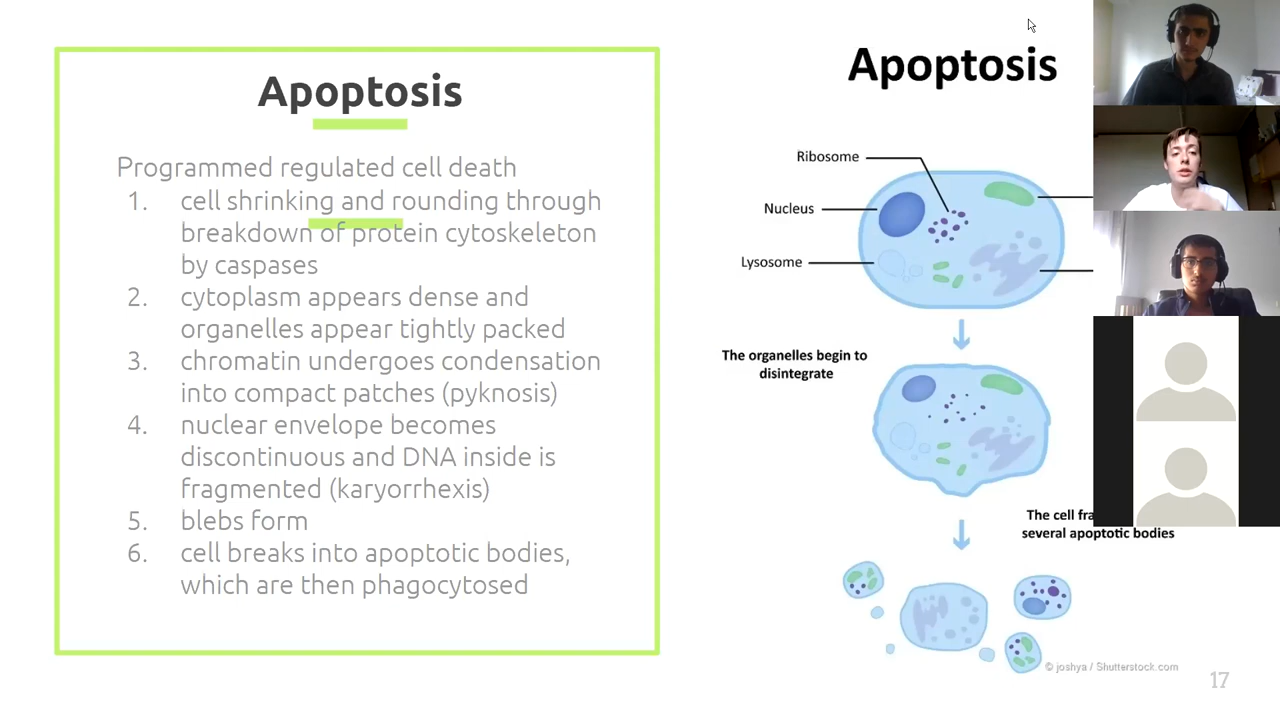 Apoptosis
Programmed regulated cell death
1. cell shrinking and rounding through
breakdown of protein cytoskeleton
by caspases
2. cytoplasm appears dense and
organelles appear tightly packed
3. chromatin undergoes condensation
into compact patches (pyknosis)
4. nuclear envelope becomes
discontinuous and DNA inside is
fragmented (karyorrhexis)
5. blebs form
6. cell breaks into apoptotic bodies,
which are then phagocytosed
Apoptosis
Ribosome
Nucleus
Lysosome
The organelles begin to
disintegrate
The cell
several apoptotic bodies
© joshya / Shutterstock.com
17